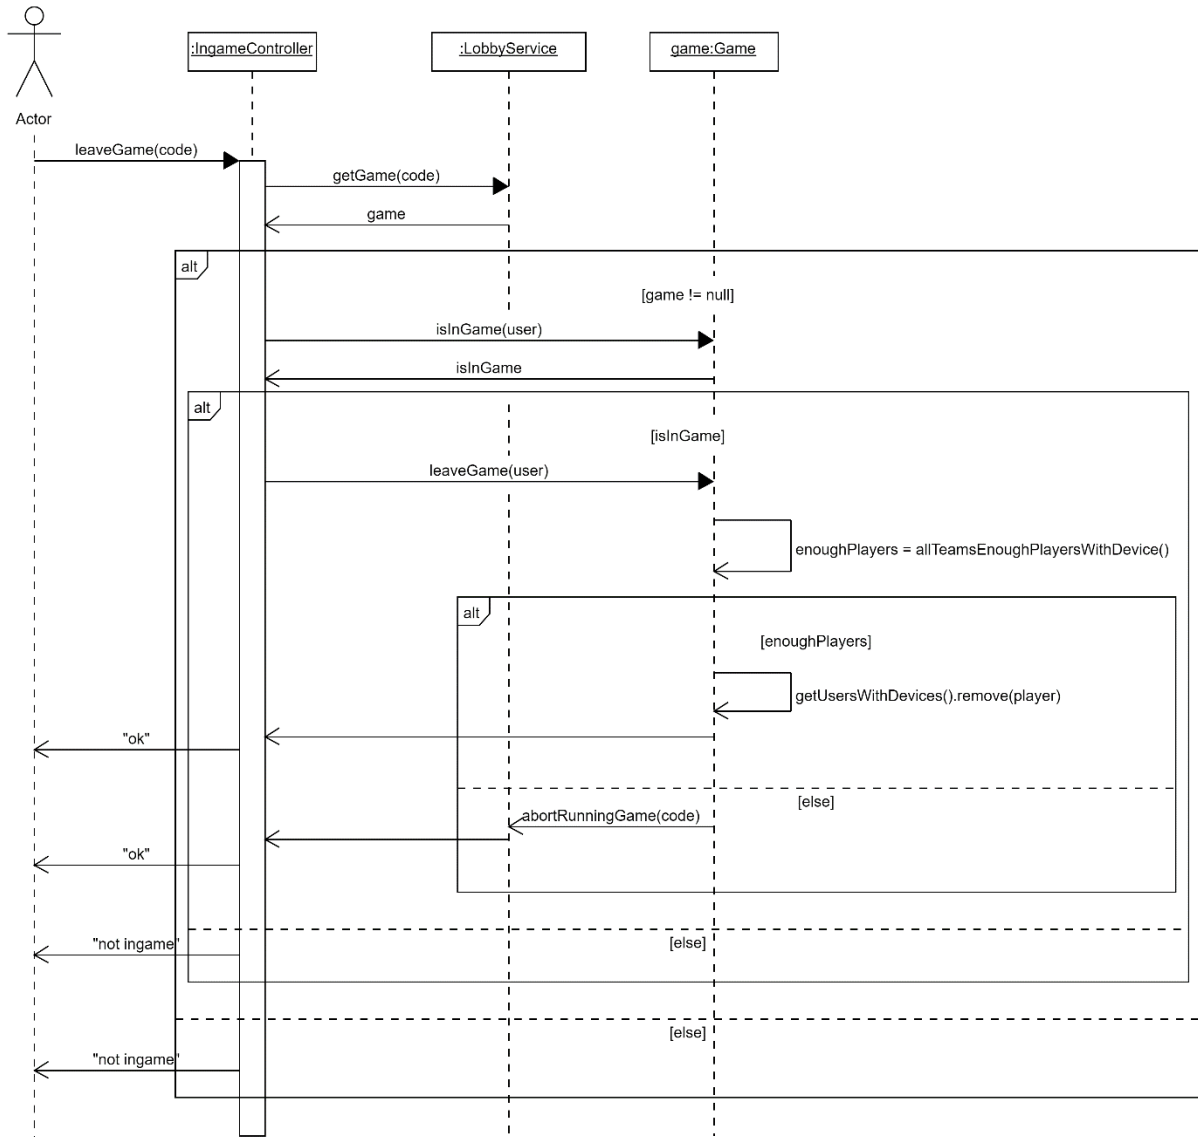 :IngameController
:LobbyService
game:Game
Actor
leaveGame(code)
getGame(code)
game
alt
[game != null]
isInGame(user)
isInGame
alt
[isInGame]
leaveGame(user)
enoughPlayers = allTeamsEnoughPlayersWithDevice()
alt
[enoughPlayers]
getUsersWithDevices().remove(player)
"ok"
[else]
abortRunningGame(code)
"ok"
[else]
"not ingame"
[else]
"not ingame"